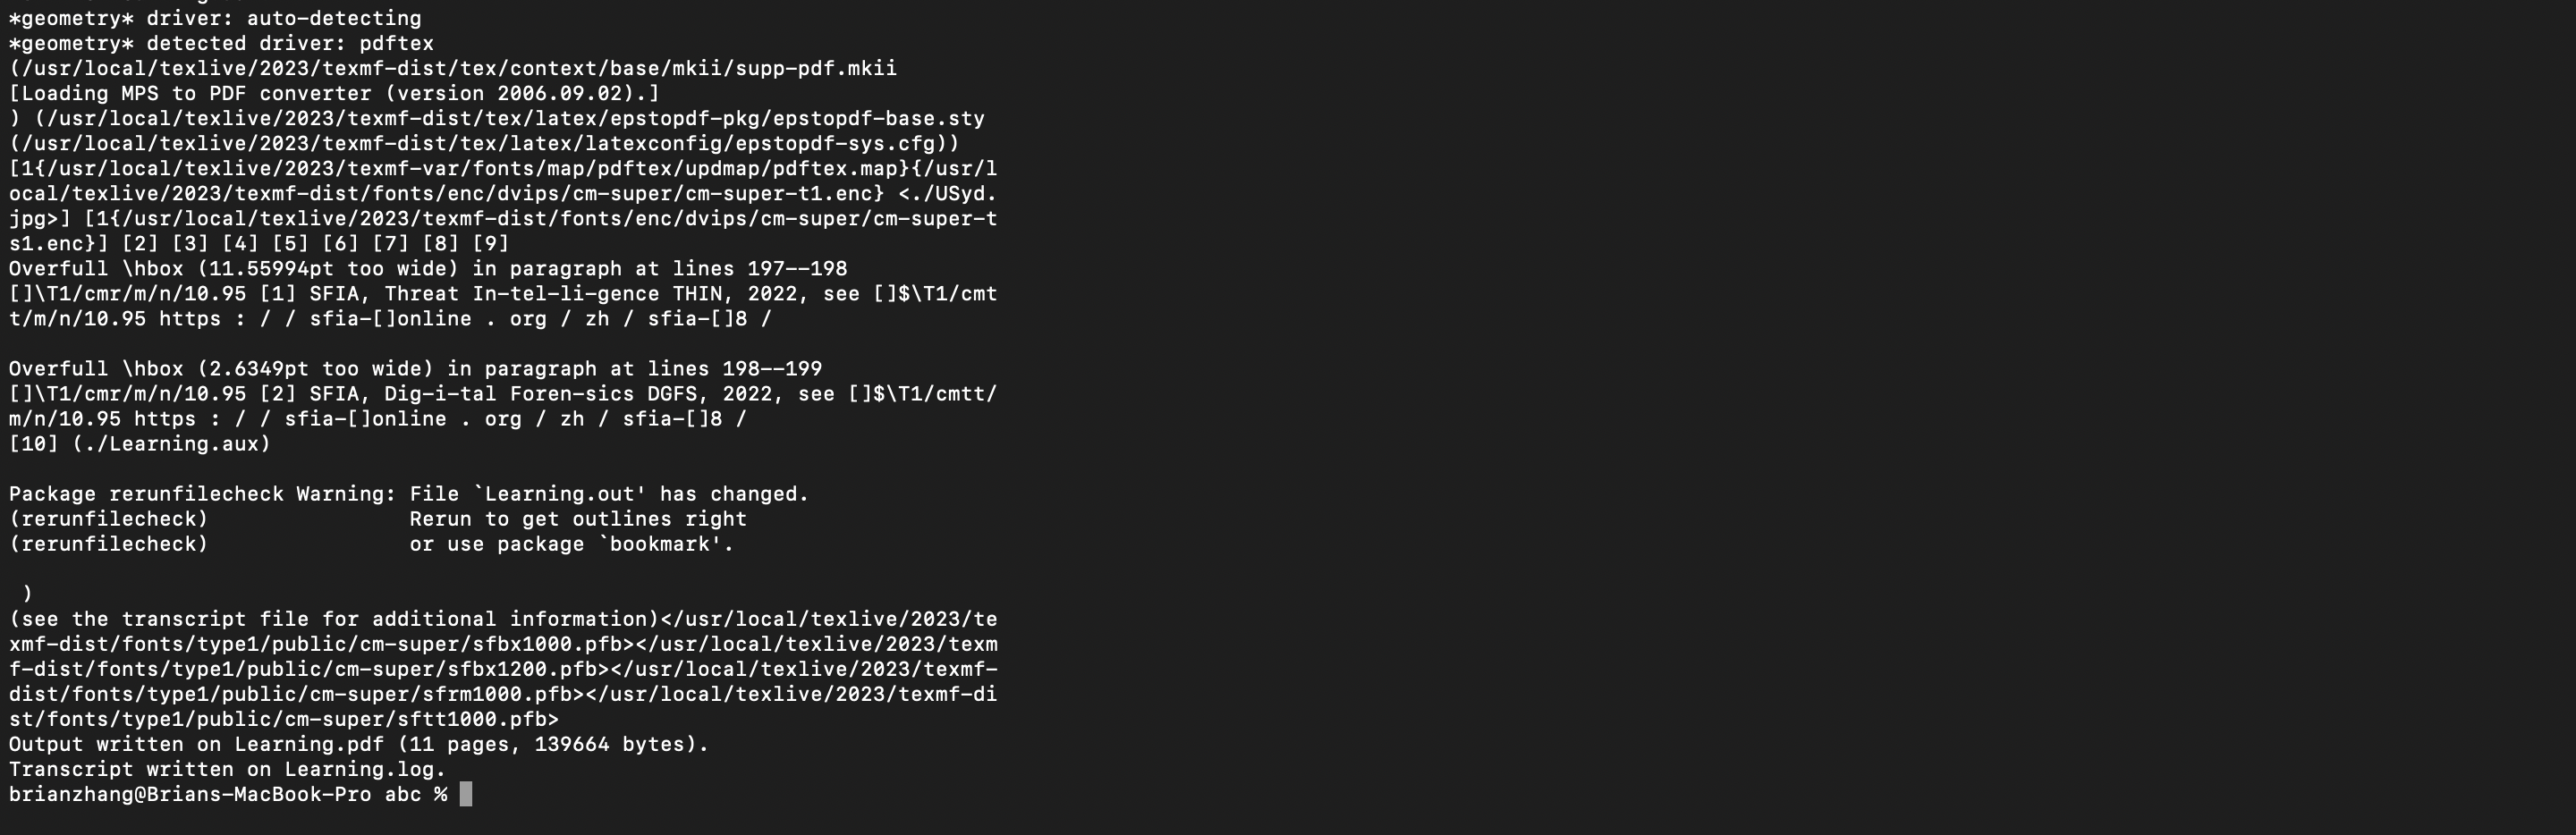 *geometry* driver: auto-detecting
*geometry* detected driver: pdftex
(/usr/local/texlive/2023/texmf-dist/tex/context/base/mkii/supp-pdf.mkii
[Loading MPS to PDF converter (version 2006.09.02).]
) (/usr/local/texlive/2023/texmf-dist/tex/latex/epstopdf-pkg/epstopdf-base.sty
(/usr/local/texlive/2023/texmf-dist/tex/latex/latexconfig/epstopdf-sys.cfg))
[1{/usr/local/texlive/2023/texmf-var/fonts/map/pdftex/updmap/pdftex.map}{/usr/l
ocal/texlive/2023/texmf-dist/fonts/enc/dvips/cm-super/cm-super-t1.enc} <./USyd.
jpg>] [1{/usr/local/texlive/2023/texmf-dist/fonts/enc/dvips/cm-super/cm-super-t
s1.enc}] [2] [3] [4] [5] [6] [7] [8] [9]
Overfull \hbox (11.55994pt too wide) in paragraph at lines 197--198
[]\T1/cmr/m/n/10.95 [1] SFIA, Threat In-tel-li-gence THIN, 2022, see []$\T1/cmt
t/m/n/10.95 https : / / sfia-[]online . org / zh / sfia-[]8 /
Overfull \hbox (2.6349pt too wide) in paragraph at lines 198--199
[]\T1/cmr/m/n/10.95 [2] SFIA, Dig-i-tal Foren-sics DGFS, 2022, see []$\T1/cmtt/
m/n/10.95 https : / / sfia-[]online . org / zh / sfia-[]8 /
[10] (./Learning.aux)
Package rerunfilecheck Warning: File `Learning.out' has changed.
(rerunfilecheck)                Rerun to get outlines right
(rerunfilecheck)                or use package `bookmark'.
 )
(see the transcript file for additional information)</usr/local/texlive/2023/te
xmf-dist/fonts/type1/public/cm-super/sfbx1000.pfb></usr/local/texlive/2023/texm
f-dist/fonts/type1/public/cm-super/sfbx1200.pfb></usr/local/texlive/2023/texmf-
dist/fonts/type1/public/cm-super/sfrm1000.pfb></usr/local/texlive/2023/texmf-di
st/fonts/type1/public/cm-super/sftt1000.pfb>
Output written on Learning.pdf (11 pages, 139664 bytes).
Transcript written on Learning.log.
brianzhang@Brians-MacBook-Pro abc %